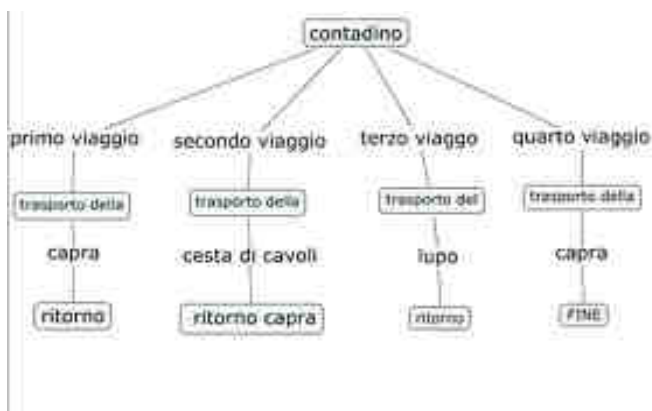 contadino
primo viaggio
secondo viaggio
terzo viaggo
quarto viaggio
trasporto della
trasporto della
trasporto del
trasporto della
capra
cesta di cavoli
lupo
capra
ritorno
ritorno capra
ritorno
FINE